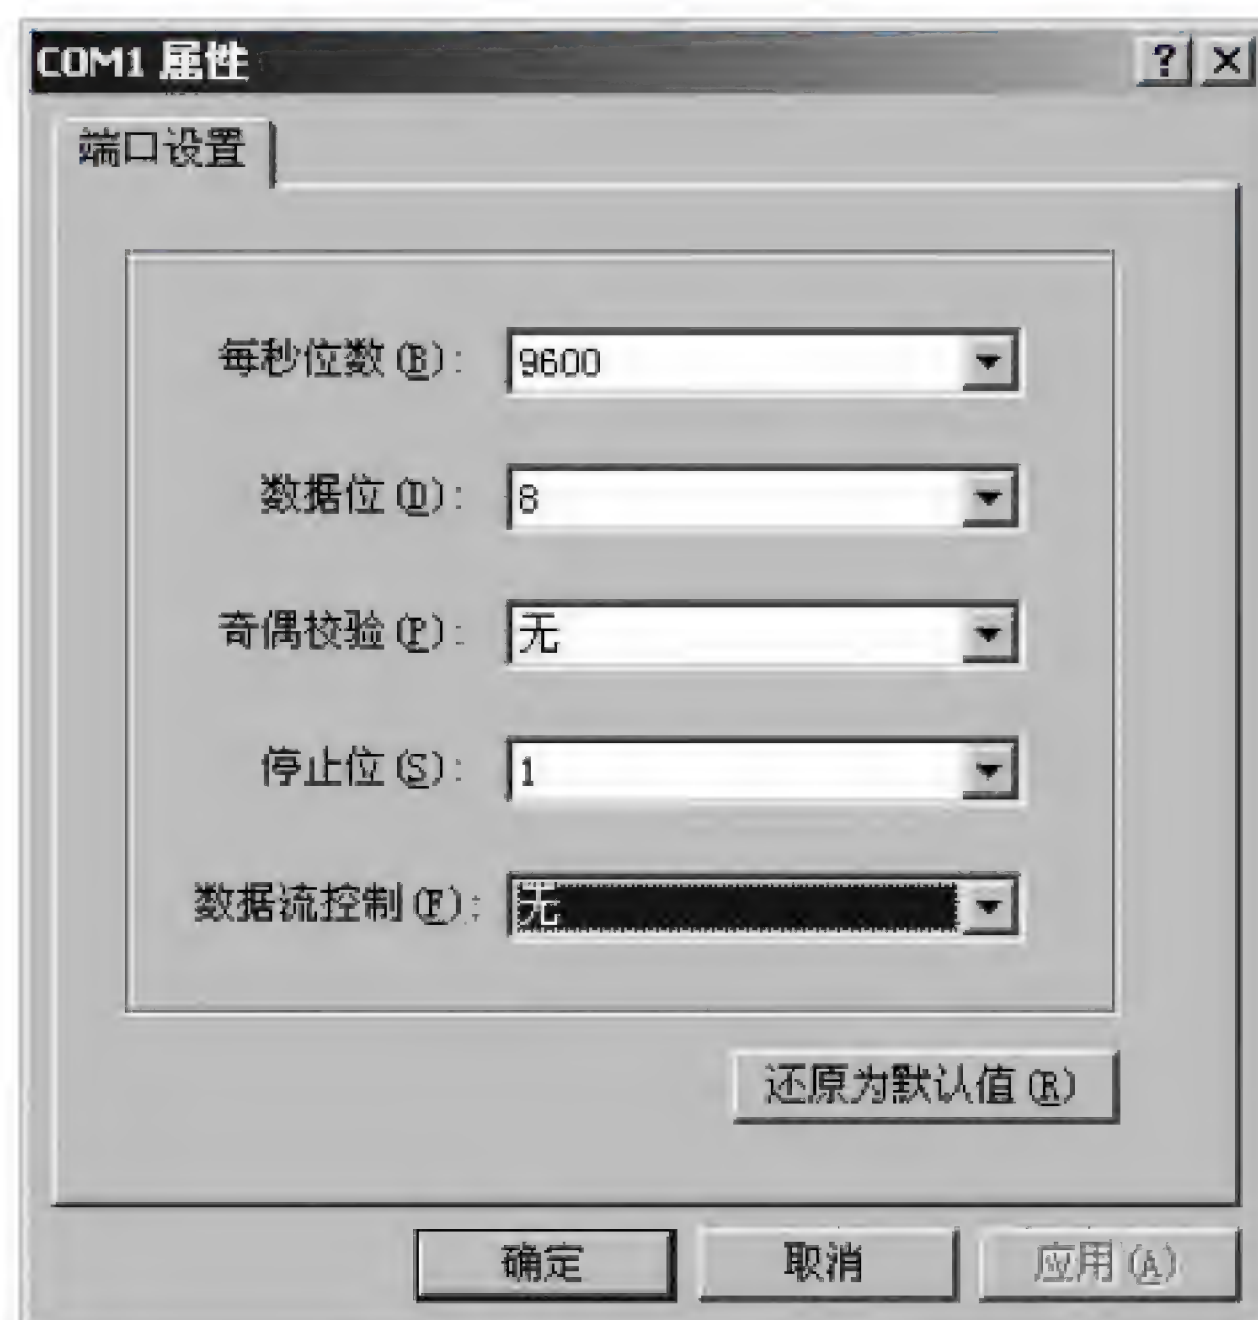 COM1 属性
端口设置
每秒位数(B): 9600
数据位(D): 8
奇偶校验(P): 无
停止位(S): 1
数据流控制(F): 无
还原为默认值(R)
确定 取消 应用(A)